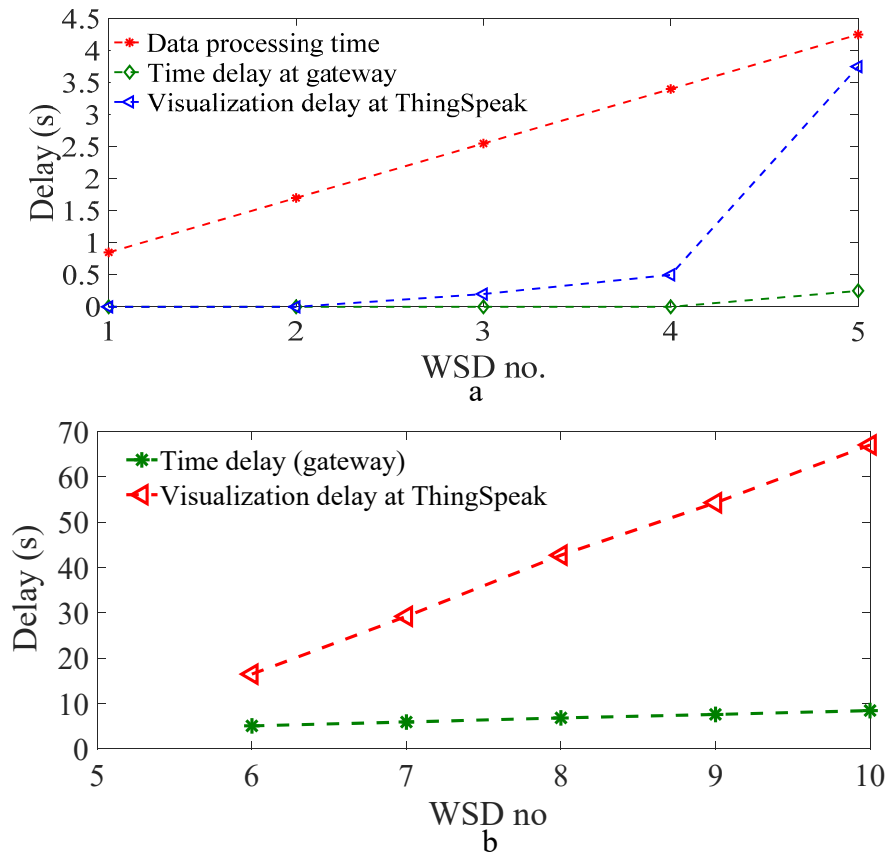 4.5
4
3.5
3
2.5
2
1.5
1
0.5
0
Delay (s)
Data processing time
Time delay at gateway
Visualization delay at ThingSpeak
1 2 3 4 5
WSD no.
a
70
60
50
40
30
20
10
0
Delay (s)
Time delay (gateway)
Visualization delay at ThingSpeak
5 6 7 8 9 10
WSD no
b